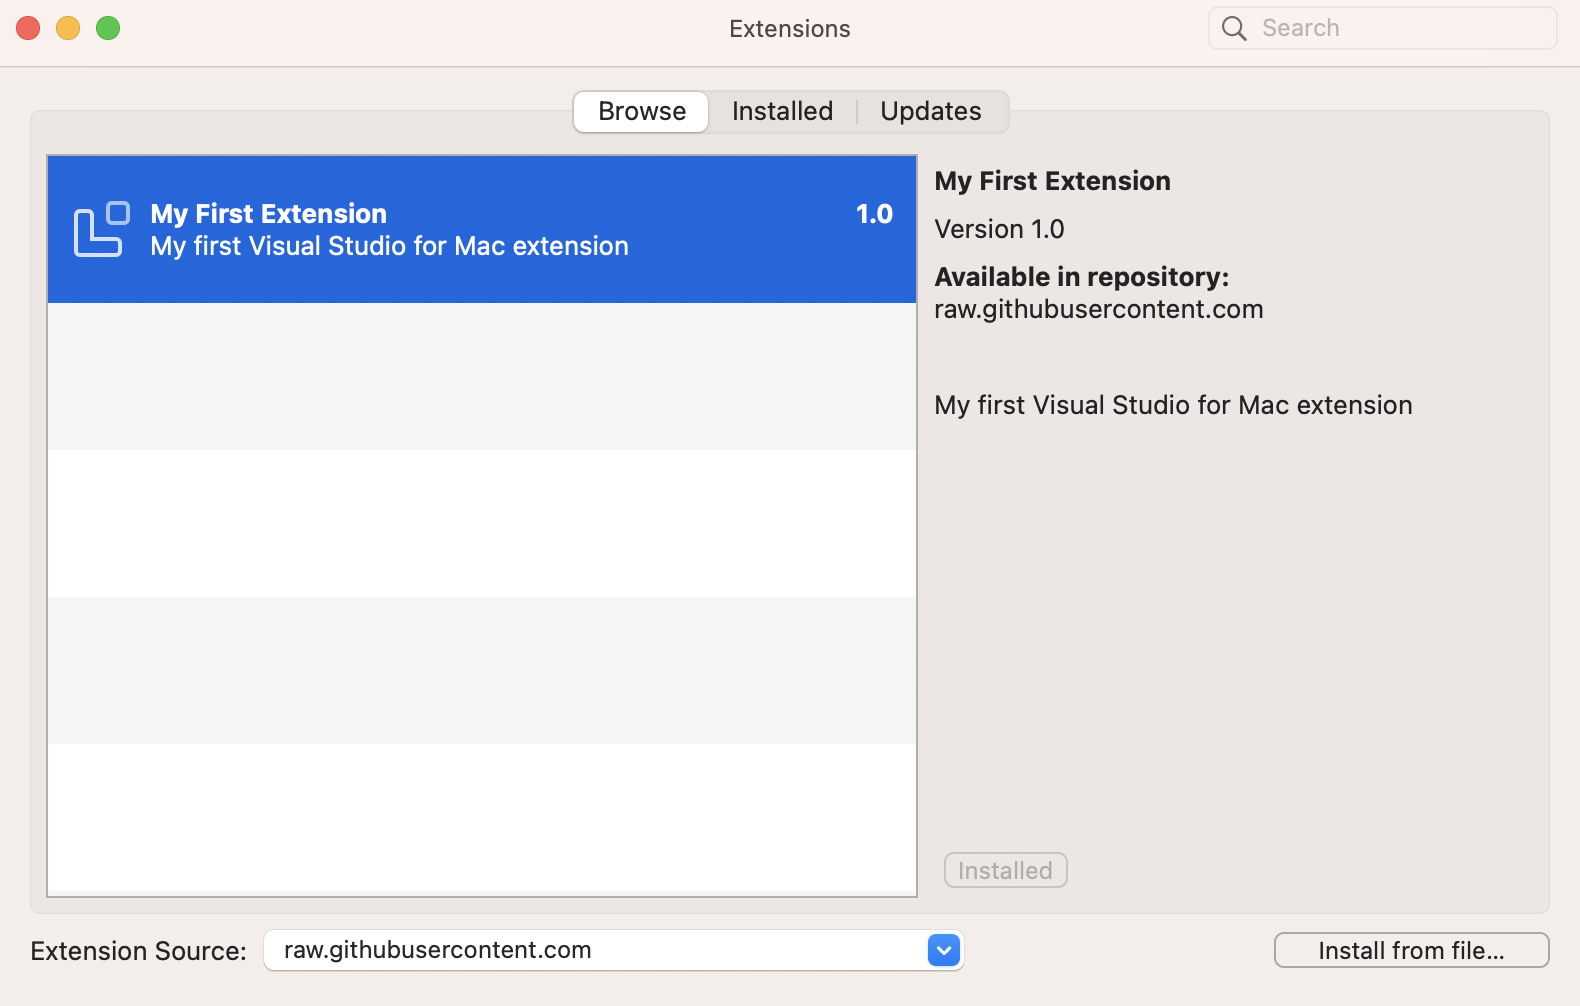 Extensions
Search
Browse
Installed
Updates
My First Extension
1.0
My first Visual Studio for Mac extension
My First Extension
Version 1.0
Available in repository:
raw.githubusercontent.com
My first Visual Studio for Mac extension
Installed
Extension Source:
raw.githubusercontent.com
Install from file...